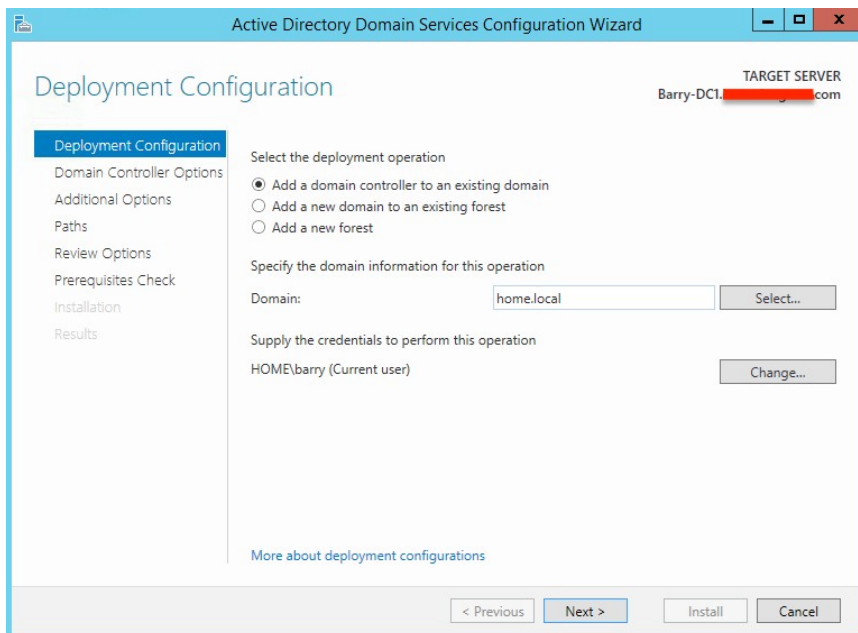 Active Directory Domain Services Configuration Wizard
Deployment Configuration
TARGET SERVER
Barry-DC1. com
Deployment Configuration
Domain Controller Options
Additional Options
Paths
Review Options
Prerequisites Check
Installation
Results
Select the deployment operation
Add a domain controller to an existing domain
Add a new domain to an existing forest
Add a new forest
Specify the domain information for this operation
Domain: home.local Select...
Supply the credentials to perform this operation
HOME\barry (Current user) Change...
More about deployment configurations
< Previous Next > Install Cancel